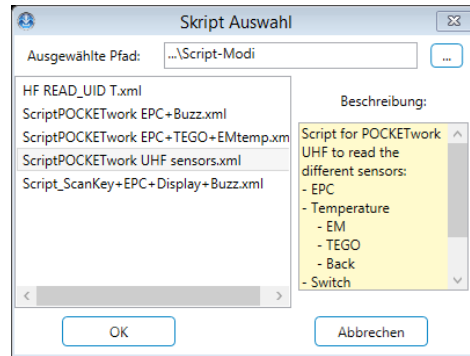 Skript Auswahl
Ausgewählte Pfad:
...\Script-Modi
...
HF READ_UID T.xml
ScriptPOCKETwork EPC+Buzz.xml
ScriptPOCKETwork EPC+TEGO+EMtemp.xm
ScriptPOCKETwork UHF sensors.xml
Script_ScanKey+EPC+Display+Buzz.xml
Beschreibung:
Script for POCKETwork
UHF to read the
different sensors:
- EPC
- Temperature
- EM
- TEGO
- Back
- Switch
OK
Abbrechen